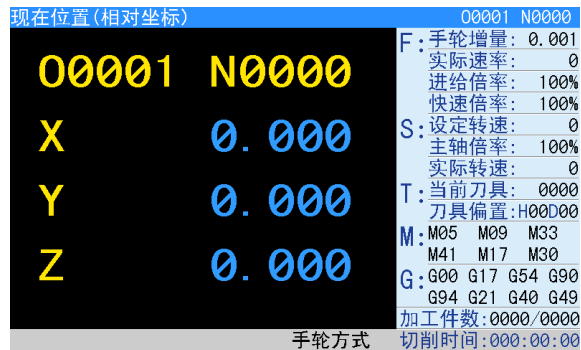 现在位置(相对坐标) O0001 N0000
O0001 N0000
X 0.000
Y 0.000
Z 0.000
F: 手轮增量: 0.001
实际速率: 0
进给倍率: 100%
快速倍率: 100%
S: 设定转速: 0
主轴倍率: 100%
实际转速: 0
T: 当前刀具: 0000
刀具偏置:H00D00
M: M05 M09 M33
M41 M17 M30
G: G00 G17 G54 G90
G94 G21 G40 G49
加工件数:0000/0000
手轮方式 切削时间:000:00:00